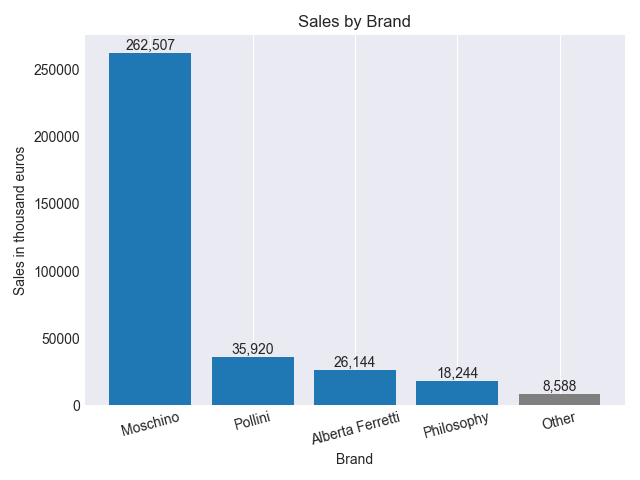 Sales by Brand
262,507
250000
200000
150000
100000
50000
0
Sales in thousand euros
35,920
26,144
18,244
8,588
Moschino
Pollini
Alberta Ferretti
Philosophy
Other
Brand